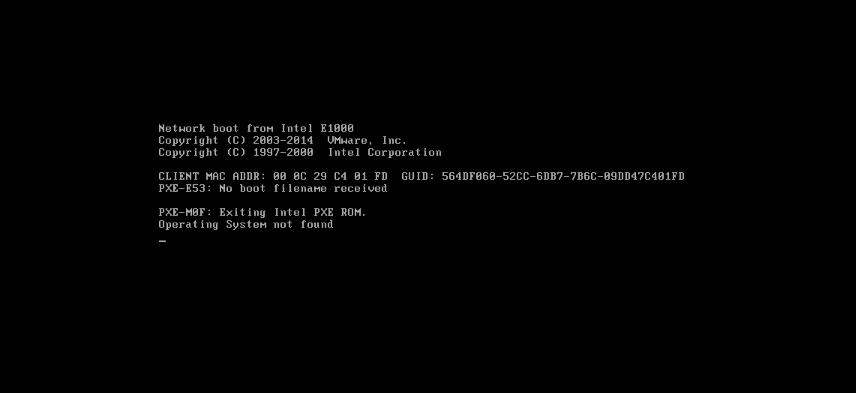 Network boot from Intel E1000
Copyright (C) 2003-2014  VMware, Inc.
Copyright (C) 1997-2000  Intel Corporation
CLIENT MAC ADDR: 00 0C 29 C4 01 FD  GUID: 564DF060-52CC-6DB7-7B6C-09DD47C401FD
PXE-E53: No boot filename received
PXE-M0F: Exiting Intel PXE ROM.
Operating System not found
_